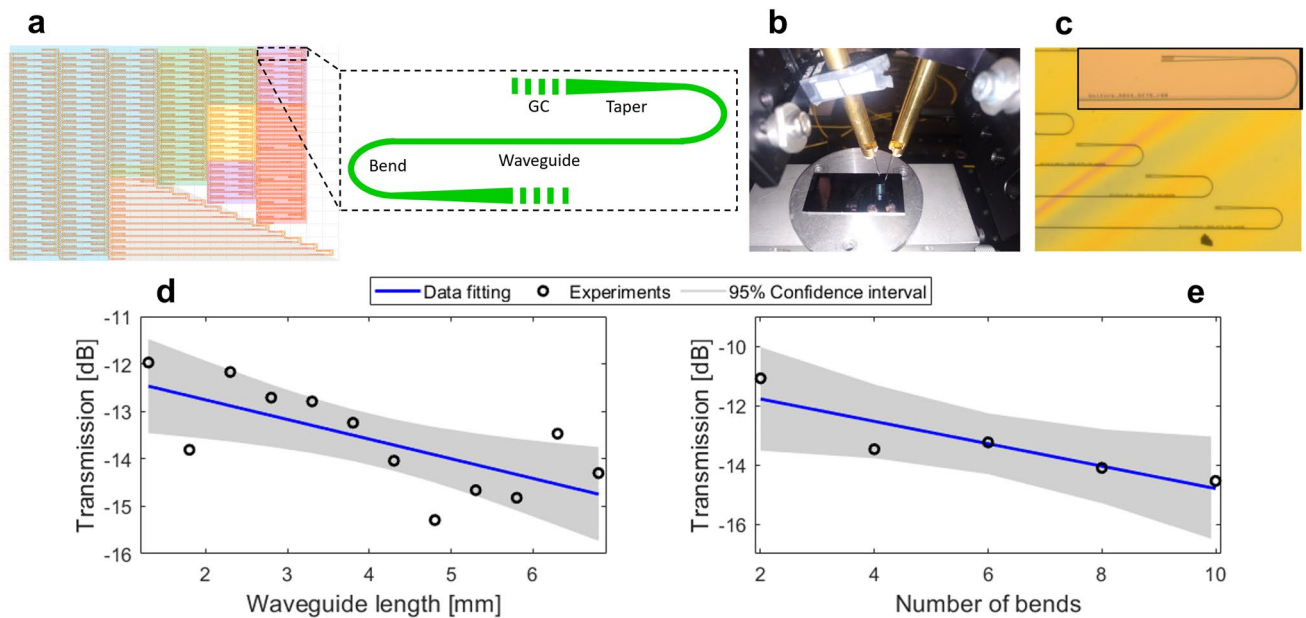 a
b
c
GC
Taper
Bend
Waveguide
d
Data fitting
Experiments
95% Confidence interval
e
Transmission [dB]
-11
-12
-13
-14
-15
-16
2
3
4
5
6
Waveguide length [mm]
Transmission [dB]
-10
-12
-14
-16
2
4
6
8
10
Number of bends